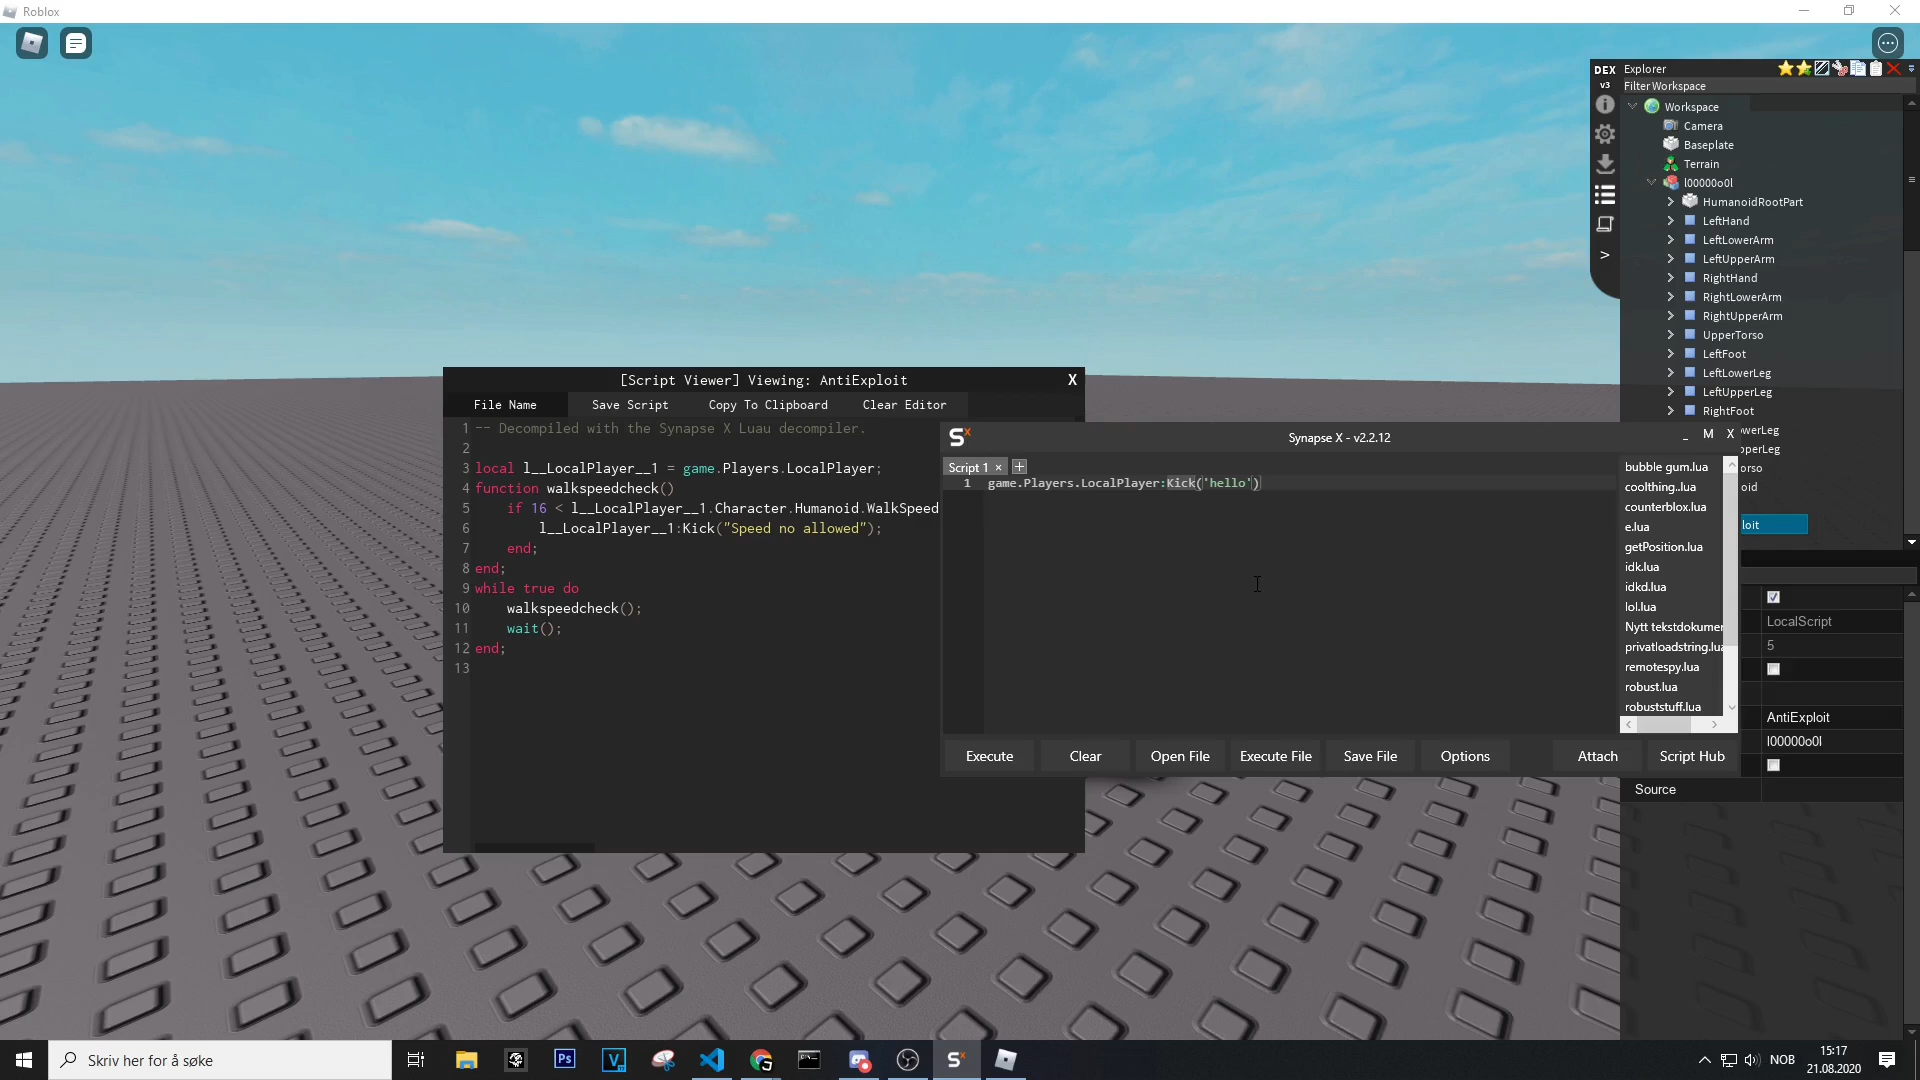 Roblox
DEX Explorer
v3 Filter Workspace
Workspace
Camera
Baseplate
Terrain
l00000o0l
HumanoidRootPart
LeftHand
LeftLowerArm
LeftUpperArm
RightHand
RightLowerArm
RightUpperArm
UpperTorso
LeftFoot
LeftLowerLeg
LeftUpperLeg
RightFoot
werLeg
pperLeg
orso
oid
loit
[Script Viewer] Viewing: AntiExploit X
File Name Save Script Copy To Clipboard Clear Editor
1 -- Decompiled with the Synapse X Luau decompiler.
2
3 local l__LocalPlayer__1 = game.Players.LocalPlayer;
4 function walkspeedcheck()
5 if 16 < l__LocalPlayer__1.Character.Humanoid.WalkSpeed
6 l__LocalPlayer__1:Kick("Speed no allowed");
7 end;
8 end;
9 while true do
10 walkspeedcheck();
11 wait();
12 end;
13
Synapse X - v2.2.12 _ M X
Script 1 × +
1 game.Players.LocalPlayer:Kick('hello')
bubble gum.lua
coolthing..lua
counterblox.lua
e.lua
getPosition.lua
idk.lua
idkd.lua
lol.lua
Nytt tekstdokumen
privatloadstring.lua
remotespy.lua
robust.lua
robuststuff.lua
Execute Clear Open File Execute File Save File Options Attach Script Hub
LocalScript
5
AntiExploit
l00000o0l
Source
Skriv her for å søke
NOB
15:17
21.08.2020